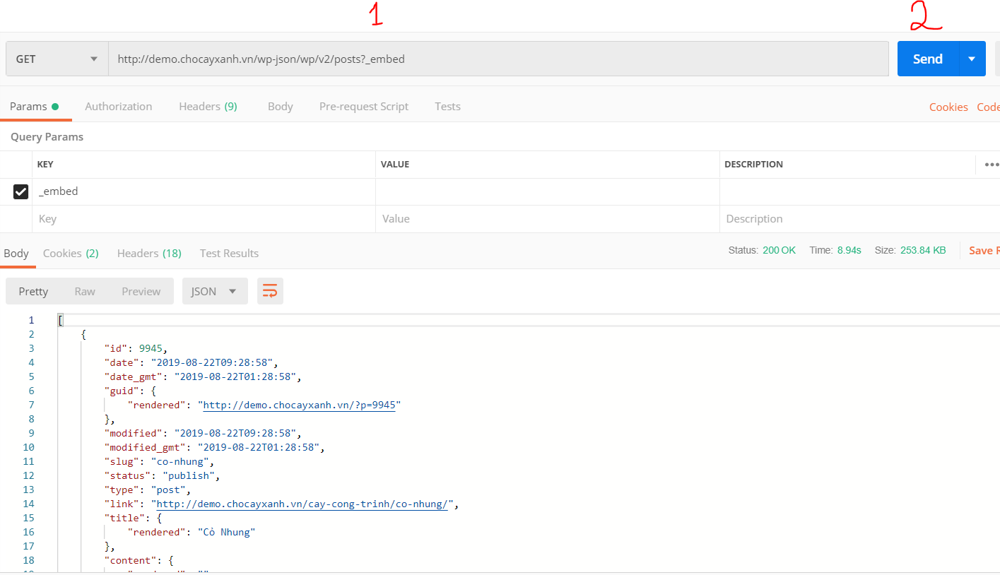 1 2
GET http://demo.chocayxanh.vn/wp-json/wp/v2/posts?_embed Send
Params Authorization Headers (9) Body Pre-request Script Tests Cookies Code
Query Params
KEY VALUE DESCRIPTION
_embed
Key Value Description
Body Cookies (2) Headers (18) Test Results Status: 200 OK Time: 8.94s Size: 253.84 KB Save R
Pretty Raw Preview JSON
1 [
2 {
3 "id": 9945,
4 "date": "2019-08-22T09:28:58",
5 "date_gmt": "2019-08-22T01:28:58",
6 "guid": {
7 "rendered": "http://demo.chocayxanh.vn/?p=9945"
8 },
9 "modified": "2019-08-22T09:28:58",
10 "modified_gmt": "2019-08-22T01:28:58",
11 "slug": "co-nhung",
12 "status": "publish",
13 "type": "post",
14 "link": "http://demo.chocayxanh.vn/cay-cong-trinh/co-nhung/",
15 "title": {
16 "rendered": "Cỏ Nhung"
17 },
18 "content": {